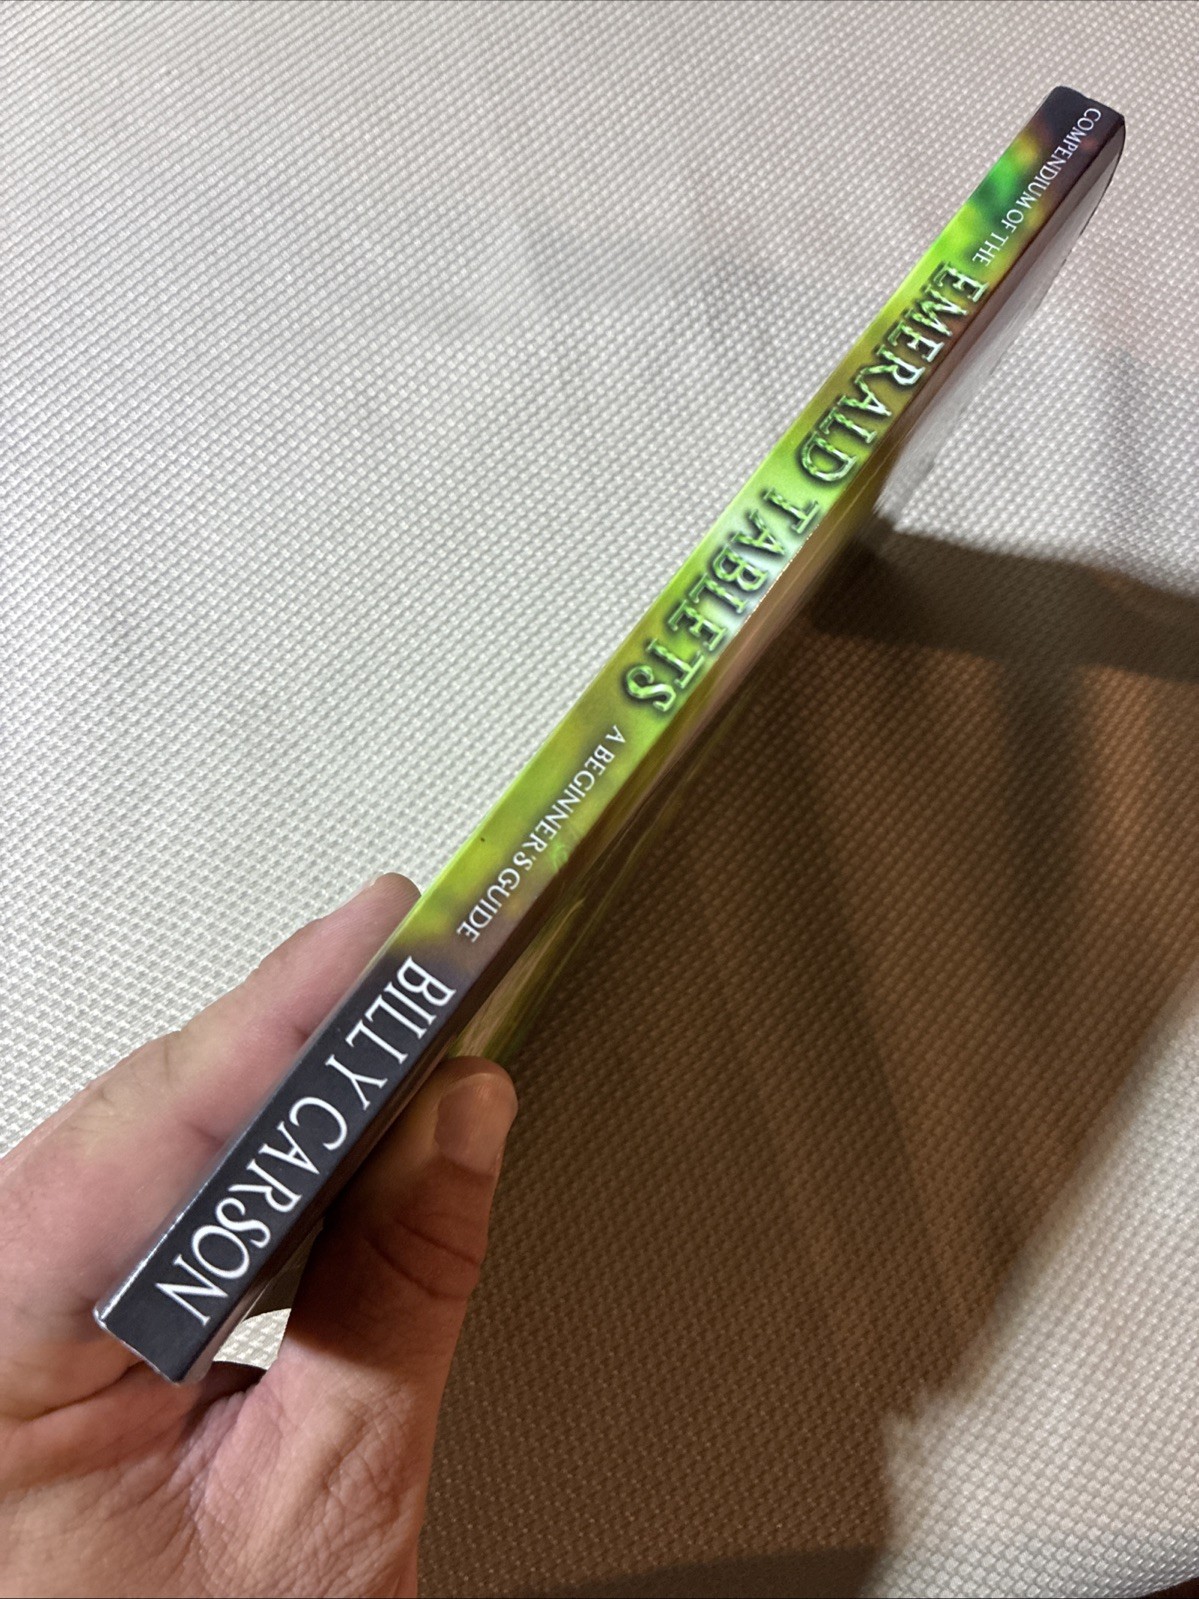 COMPENDIUM OF THE EMERALD TABLETS A BEGINNER'S GUIDE BILLY CARSON